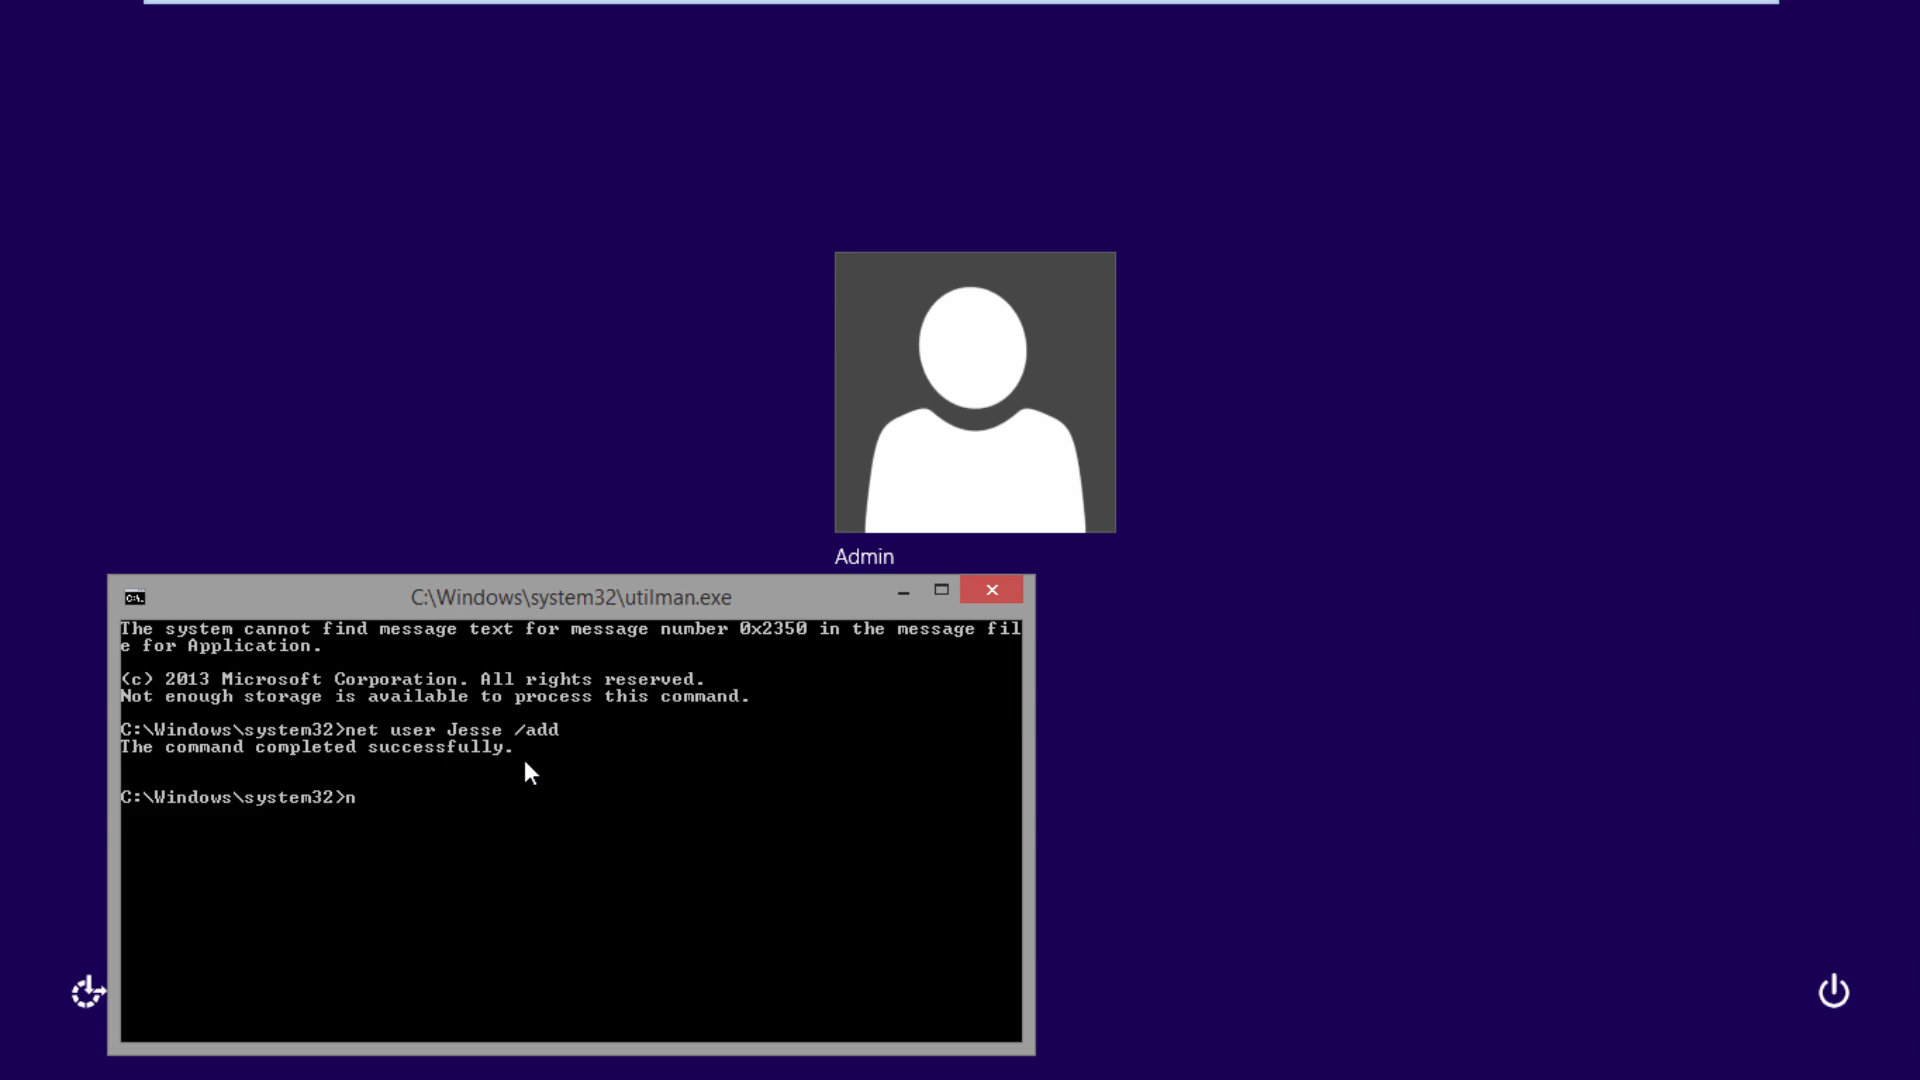 Admin
C:\Windows\system32\utilman.exe
The system cannot find message text for message number 0x2350 in the message fil
e for Application.
(c) 2013 Microsoft Corporation. All rights reserved.
Not enough storage is available to process this command.
C:\Windows\system32>net user Jesse /add
The command completed successfully.
C:\Windows\system32>n